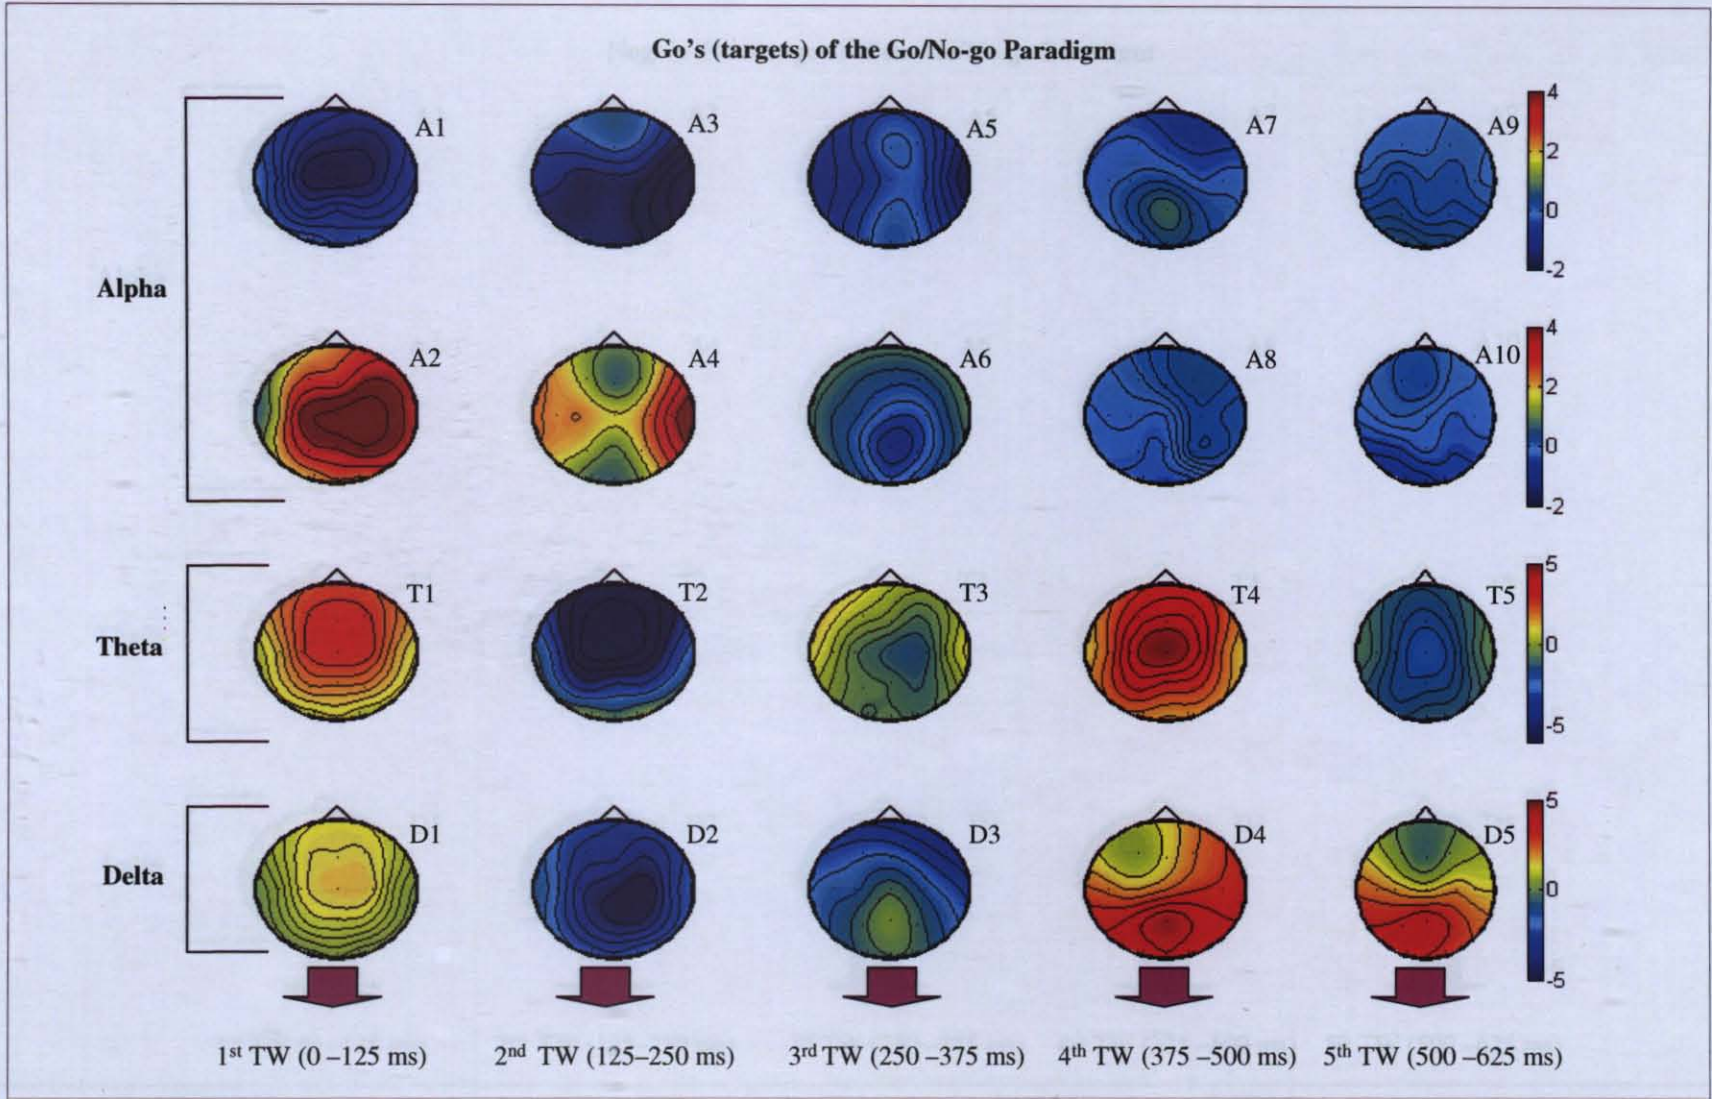 Go's (targets) of the Go/No-go Paradigm
A1 A3 A5 A7 A9
4
2
0
-2
Alpha
A2 A4 A6 A8 A10
4
2
0
-2
Theta
T1 T2 T3 T4 T5
5
0
-5
Delta
D1 D2 D3 D4 D5
5
0
-5
1st TW (0 –125 ms) 2nd TW (125–250 ms) 3rd TW (250 –375 ms) 4th TW (375 –500 ms) 5th TW (500 –625 ms)